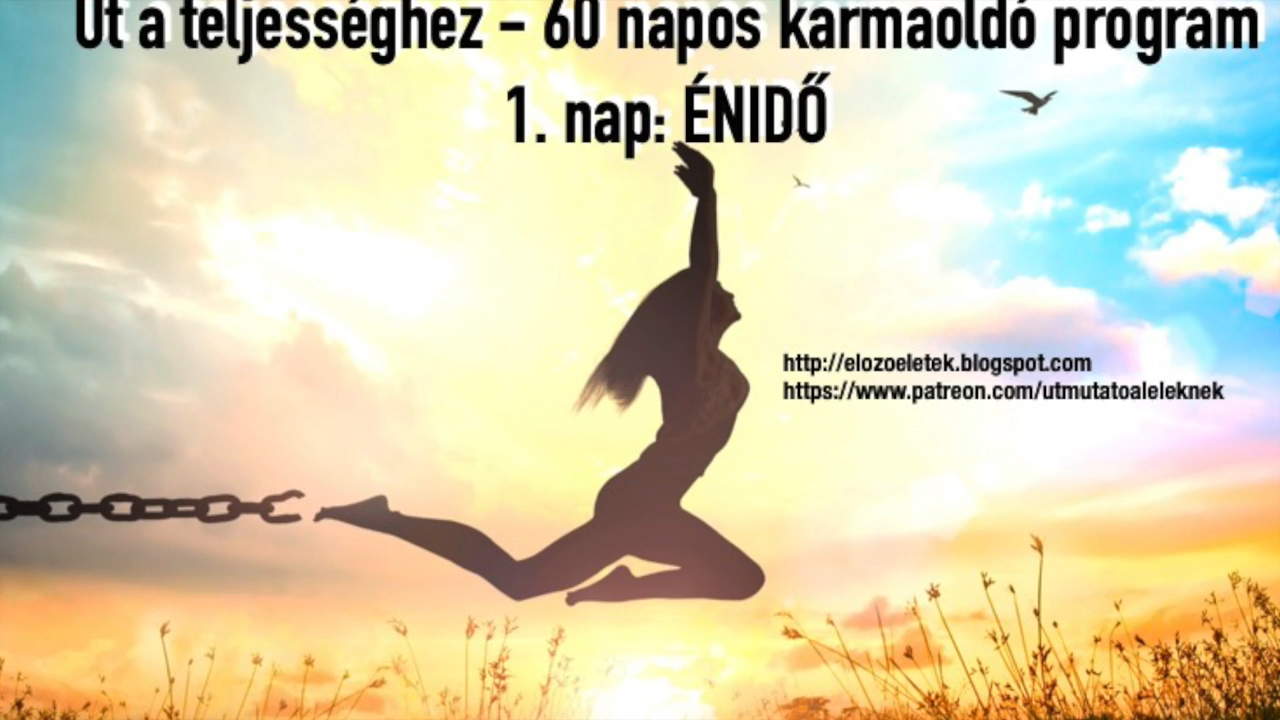 Út a teljességhez – 60 napos karmaoldó program
1. nap: ÉNIDŐ
http://elozoeletek.blogspot.com
https://www.patreon.com/utmutatoaleleknek